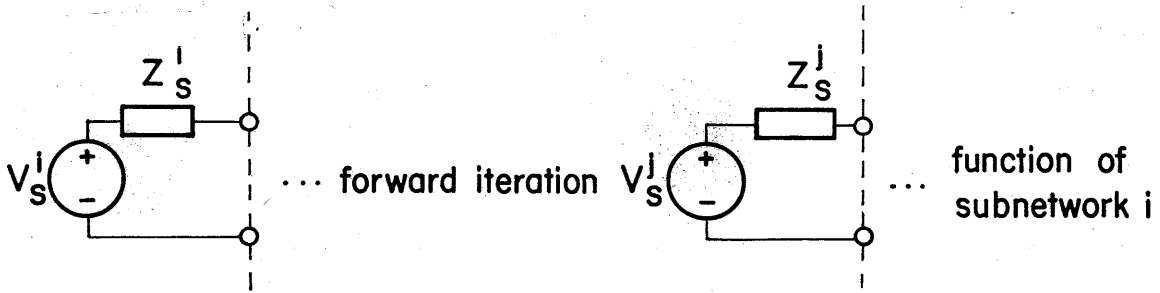 Z_S^i
V_S^i
+
−
... forward iteration
Z_S^j
V_S^j
+
−
... function of
subnetwork i